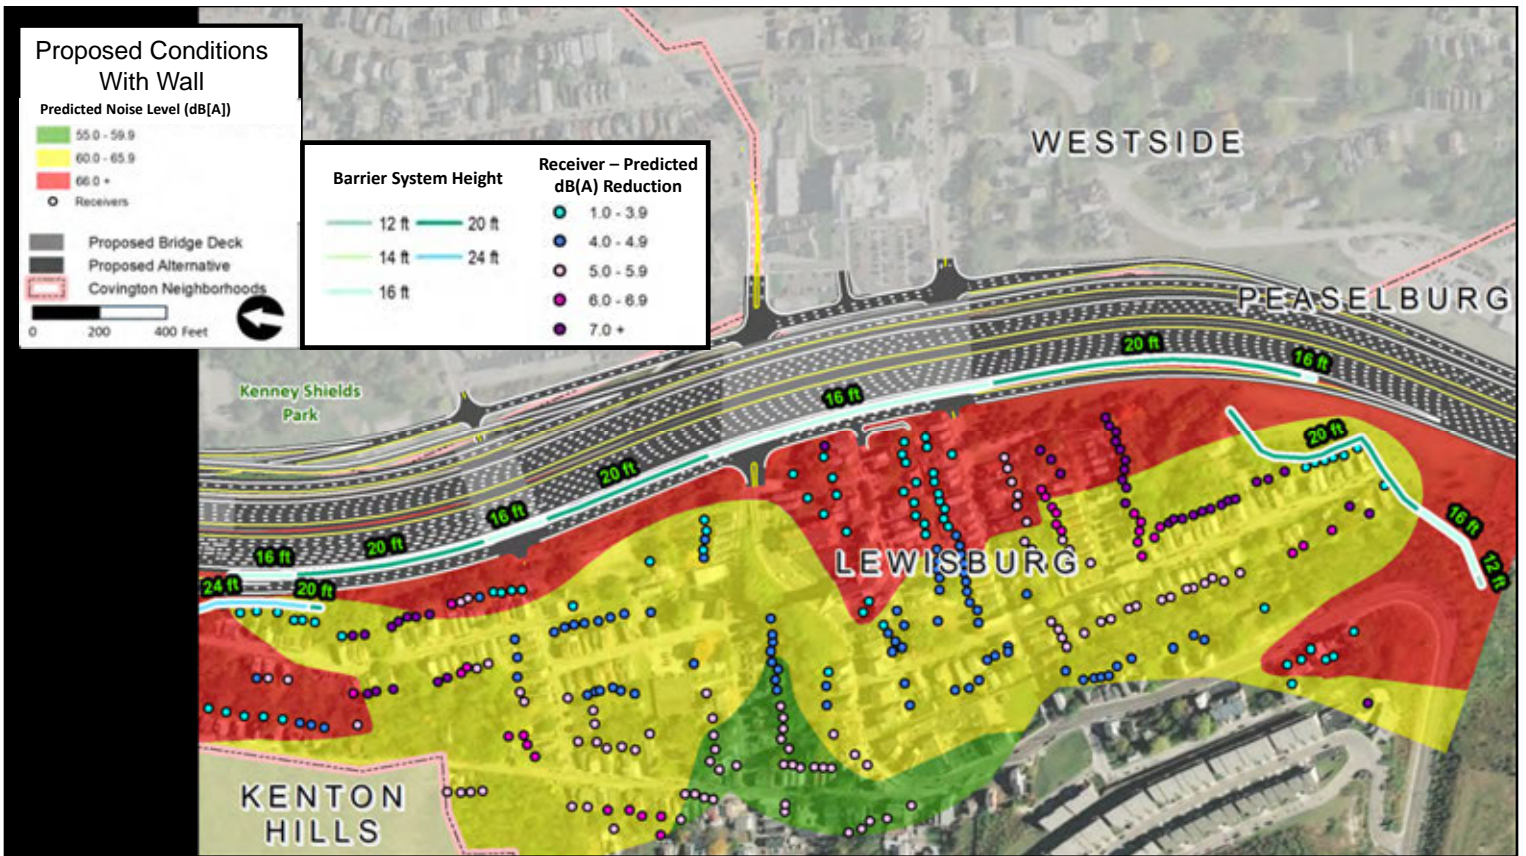 Proposed Conditions
With Wall
Predicted Noise Level (dB[A])
55.0 - 59.9
60.0 - 65.9
66.0 +
Receivers
Proposed Bridge Deck
Proposed Alternative
Covington Neighborhoods
0 200 400 Feet
Barrier System Height
12 ft 20 ft
14 ft 24 ft
16 ft
Receiver – Predicted
dB(A) Reduction
1.0 - 3.9
4.0 - 4.9
5.0 - 5.9
6.0 - 6.9
7.0 +
WESTSIDE
PEASELBURG
20 ft
16 ft
Kenney Shields
Park
16 ft
20 ft
20 ft
16 ft
20 ft
16 ft
24 ft
20 ft
16 ft
12 ft
LEWISBURG
KENTON
HILLS